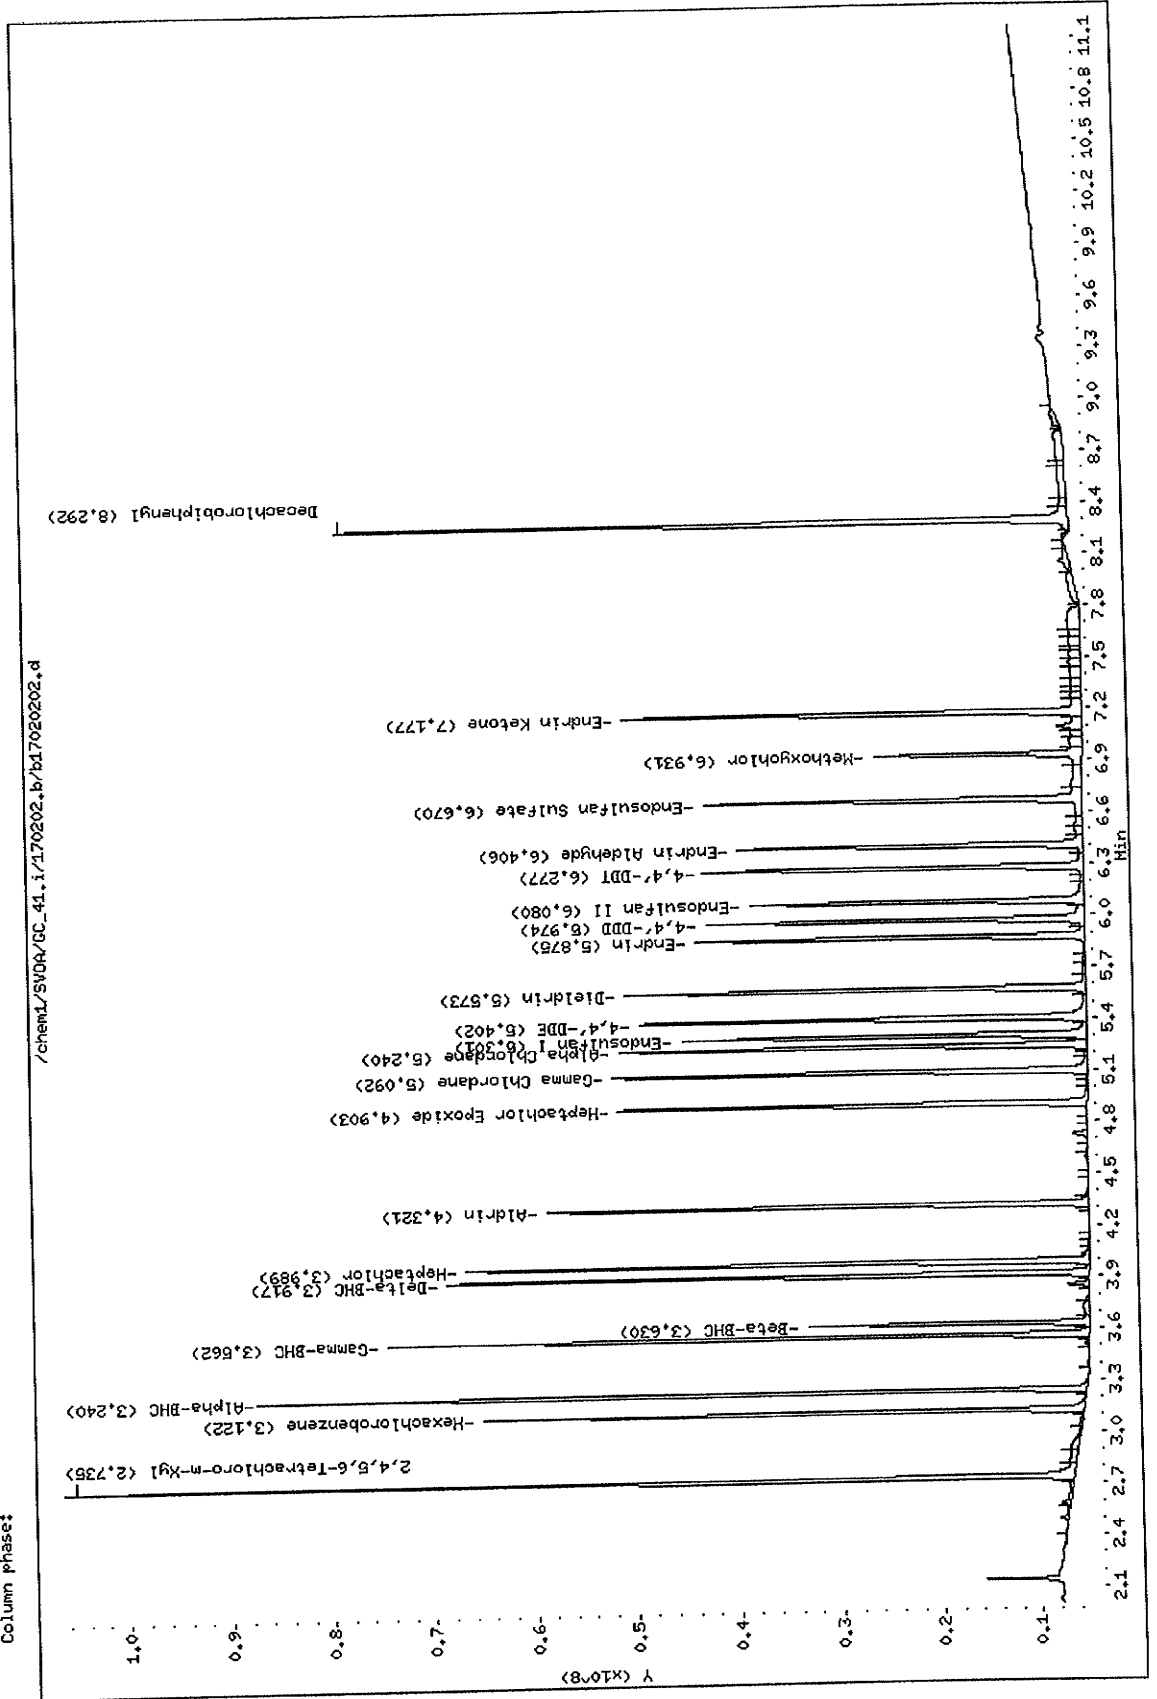 Column phase:
/chem1/SVOA/GC_41.i/170202.b/b17020202.d
Y (x10^8)
1.0-
0.9-
0.8-
0.7-
0.6-
0.5-
0.4-
0.3-
0.2-
0.1-
2,4,5,6-Tetrachloro-m-Xyl (2.735)
-Hexachlorobenzene (3.122)
-Alpha-BHC (3.240)
-Gamma-BHC (3.562)
-Beta-BHC (3.630)
-Delta-BHC (3.917)
-Heptachlor (3.989)
-Aldrin (4.321)
-Heptachlor Epoxide (4.903)
-Gamma Chlordane (5.092)
-Alpha Chlordane (5.240)
-Endosulfan I (5.301)
-4,4'-DDE (5.402)
-Dieldrin (5.573)
-Endrin (5.875)
-4,4'-DDD (5.974)
-Endosulfan II (6.080)
-4,4'-DDT (6.277)
-Endrin Aldehyde (6.406)
-Endosulfan Sulfate (6.670)
-Methoxychlor (6.931)
-Endrin Ketone (7.177)
Decachlorobiphenyl (8.292)
2.1 2.4 2.7 3.0 3.3 3.6 3.9 4.2 4.5 4.8 5.1 5.4 5.7 6.0 6.3 6.6 6.9 7.2 7.5 7.8 8.1 8.4 8.7 9.0 9.3 9.6 9.9 10.2 10.5 10.8 11.1
Min